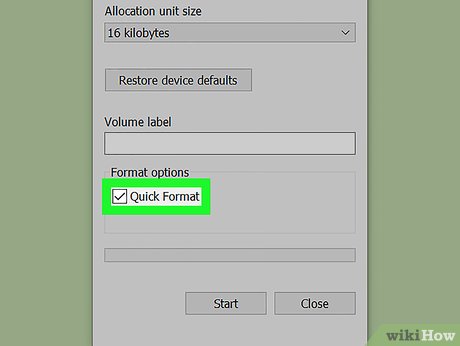 Allocation unit size
16 kilobytes
Restore device defaults
Volume label
Format options
Quick Format
Start
Close
wikiHow